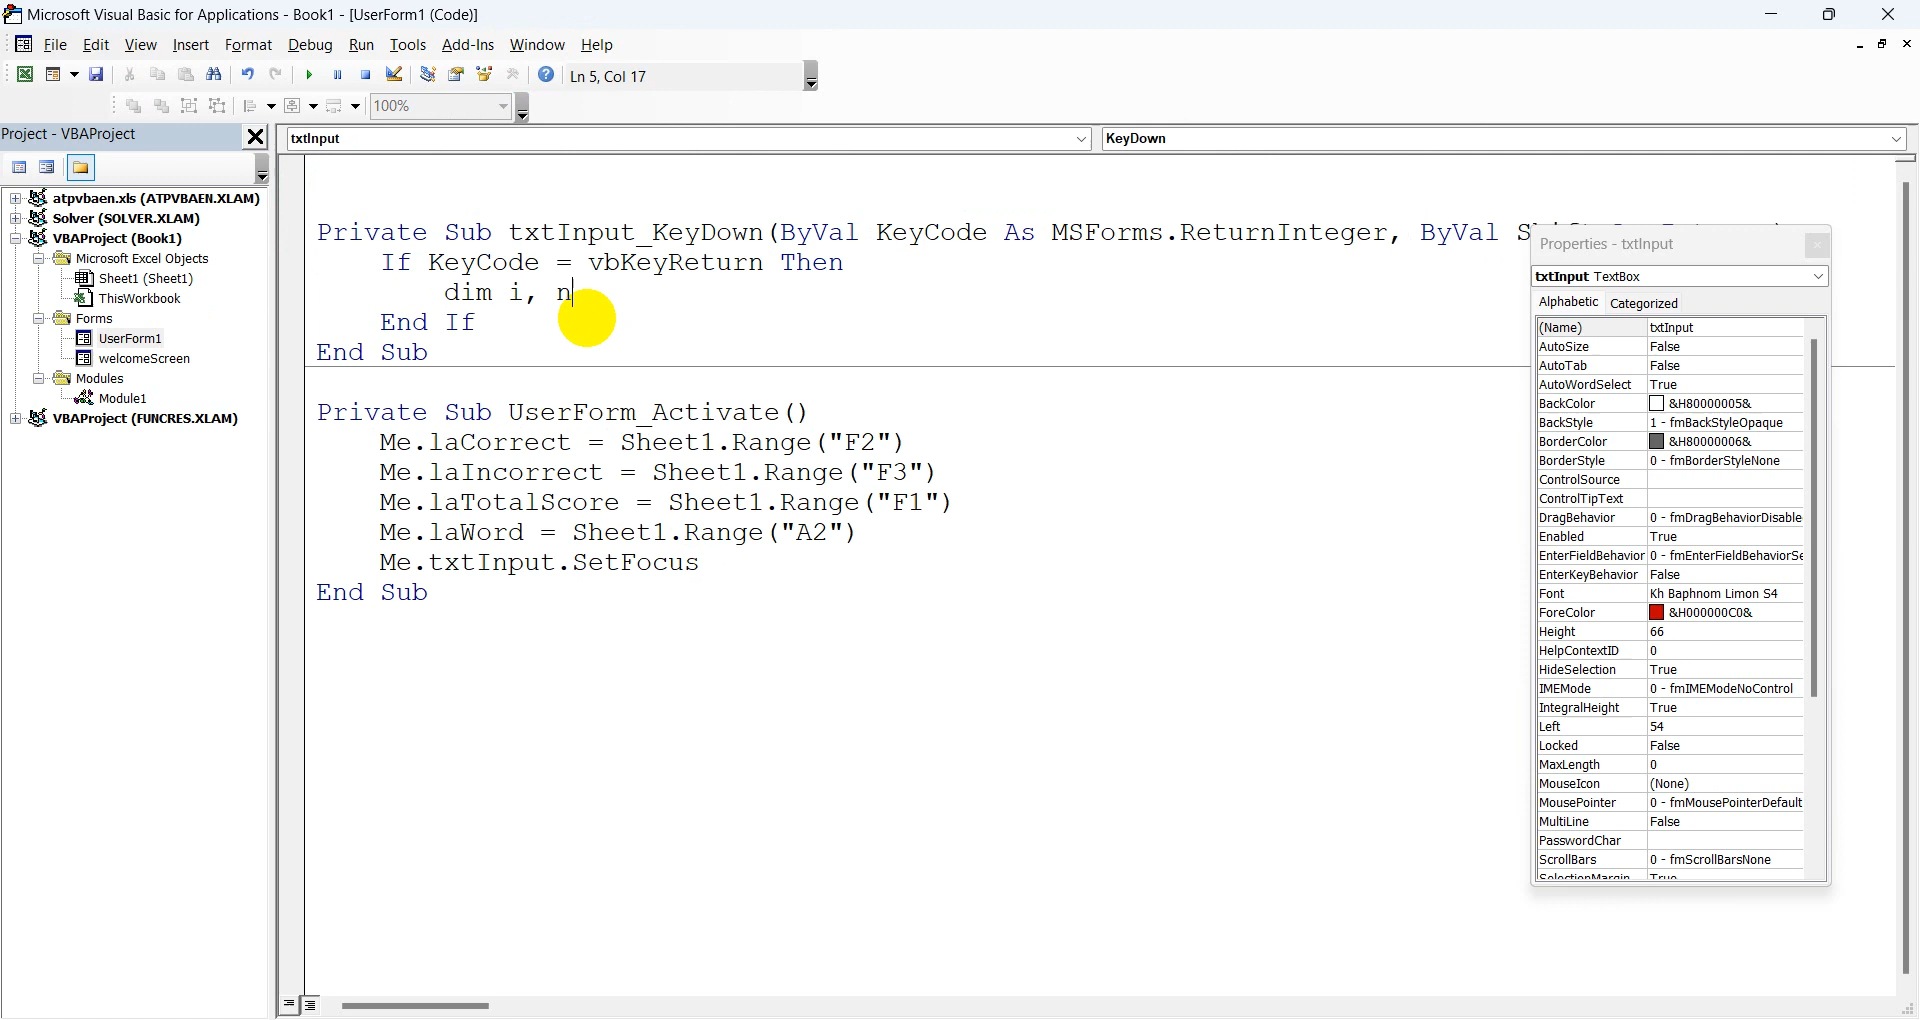 Microsoft Visual Basic for Applications - Book1 - [UserForm1 (Code)]
File Edit View Insert Format Debug Run Tools Add-Ins Window Help
Ln 5, Col 17
100%
Project - VBAProject
atpvbaen.xls (ATPVBAEN.XLAM)
Solver (SOLVER.XLAM)
VBAProject (Book1)
Microsoft Excel Objects
Sheet1 (Sheet1)
ThisWorkbook
Forms
UserForm1
welcomeScreen
Modules
Module1
VBAProject (FUNCRES.XLAM)
txtInput
KeyDown
Private Sub txtInput_KeyDown(ByVal KeyCode As MSForms.ReturnInteger, ByVal
If KeyCode = vbKeyReturn Then
dim i, n
End If
End Sub
Private Sub UserForm_Activate()
Me.laCorrect = Sheet1.Range("F2")
Me.laIncorrect = Sheet1.Range("F3")
Me.laTotalScore = Sheet1.Range("F1")
Me.laWord = Sheet1.Range("A2")
Me.txtInput.SetFocus
End Sub
Properties - txtInput
txtInput TextBox
Alphabetic Categorized
(Name) txtInput
AutoSize False
AutoTab False
AutoWordSelect True
BackColor &H80000005&
BackStyle 1 - fmBackStyleOpaque
BorderColor &H80000006&
BorderStyle 0 - fmBorderStyleNone
ControlSource
ControlTipText
DragBehavior 0 - fmDragBehaviorDisable
Enabled True
EnterFieldBehavior 0 - fmEnterFieldBehaviorSe
EnterKeyBehavior False
Font Kh Baphnom Limon S4
ForeColor &H000000C0&
Height 66
HelpContextID 0
HideSelection True
IMEMode 0 - fmIMEModeNoControl
IntegralHeight True
Left 54
Locked False
MaxLength 0
MouseIcon (None)
MousePointer 0 - fmMousePointerDefault
MultiLine False
PasswordChar
ScrollBars 0 - fmScrollBarsNone
SelectionMargin True